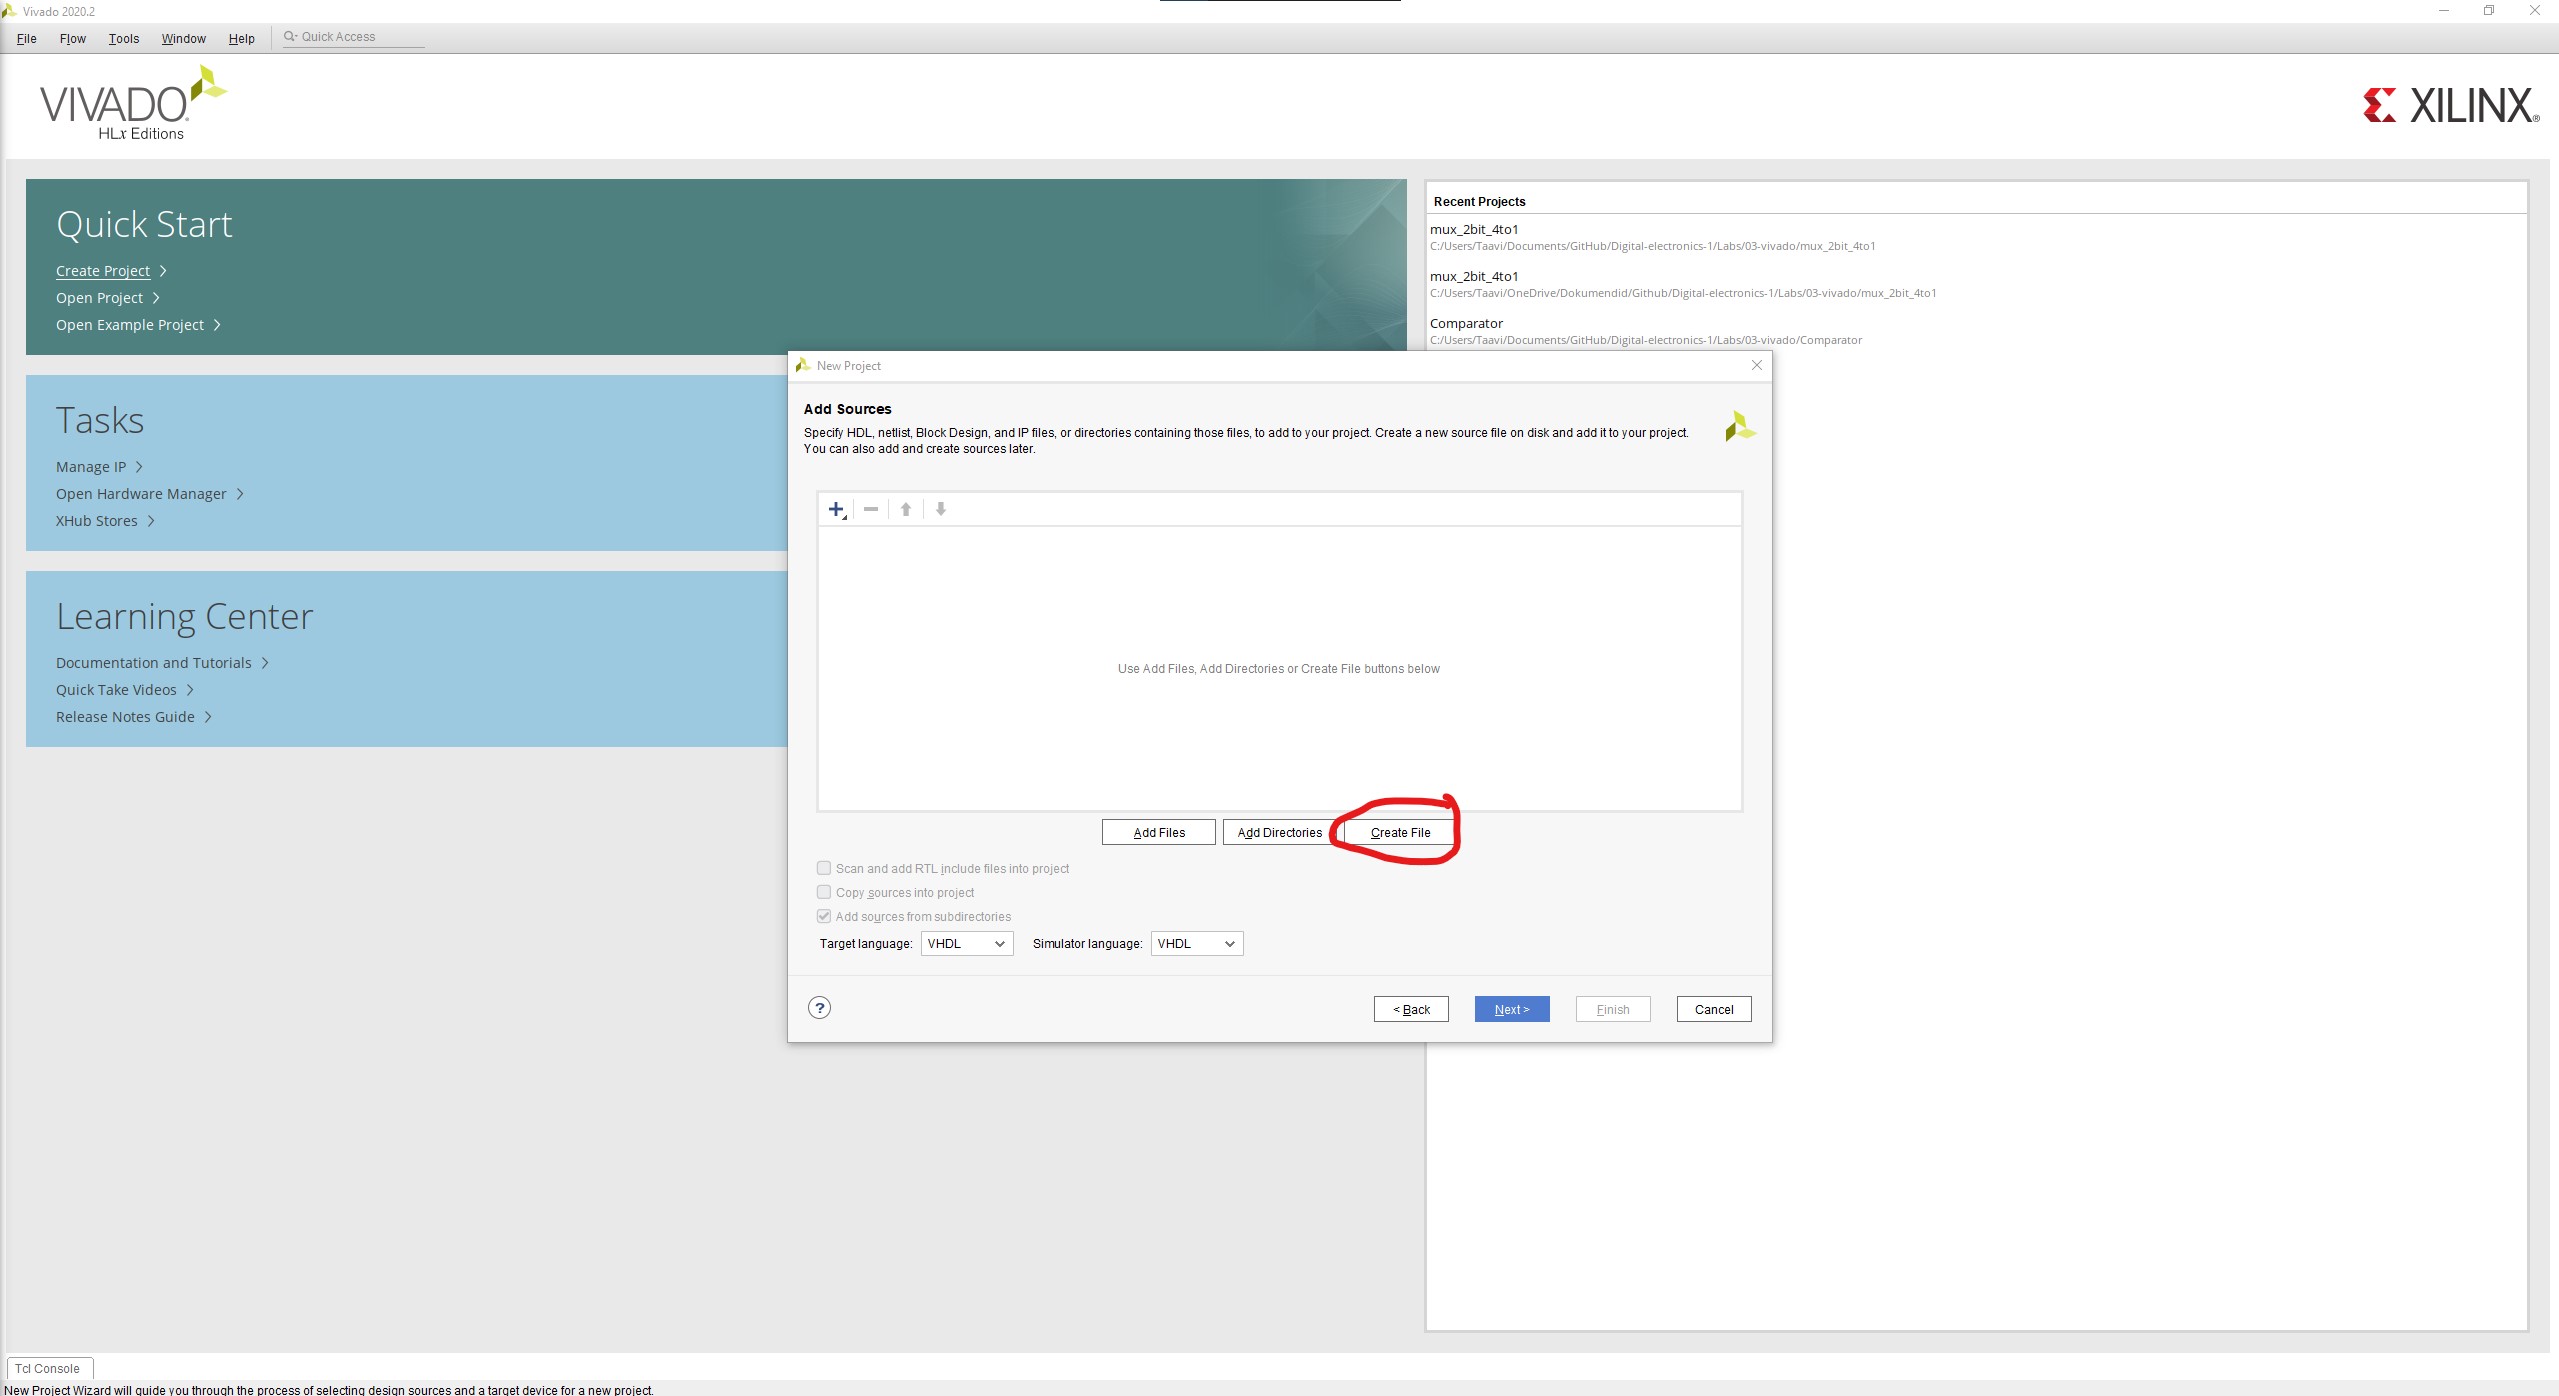 Vivado 2020.2
File Flow Tools Window Help Quick Access
VIVADO®
HLx Editions
XILINX®
Quick Start
Create Project
Open Project
Open Example Project
Tasks
Manage IP
Open Hardware Manager
XHub Stores
Learning Center
Documentation and Tutorials
Quick Take Videos
Release Notes Guide
Recent Projects
mux_2bit_4to1
C:/Users/Taavi/Documents/GitHub/Digital-electronics-1/Labs/03-vivado/mux_2bit_4to1
mux_2bit_4to1
C:/Users/Taavi/OneDrive/Dokumendid/Github/Digital-electronics-1/Labs/03-vivado/mux_2bit_4to1
Comparator
C:/Users/Taavi/Documents/GitHub/Digital-electronics-1/Labs/03-vivado/Comparator
New Project
Add Sources
Specify HDL, netlist, Block Design, and IP files, or directories containing those files, to add to your project. Create a new source file on disk and add it to your project.
You can also add and create sources later.
Use Add Files, Add Directories or Create File buttons below
Add Files Add Directories Create File
Scan and add RTL include files into project
Copy sources into project
Add sources from subdirectories
Target language: VHDL Simulator language: VHDL
? < Back Next > Finish Cancel
Tcl Console
New Project Wizard will guide you through the process of selecting design sources and a target device for a new project.